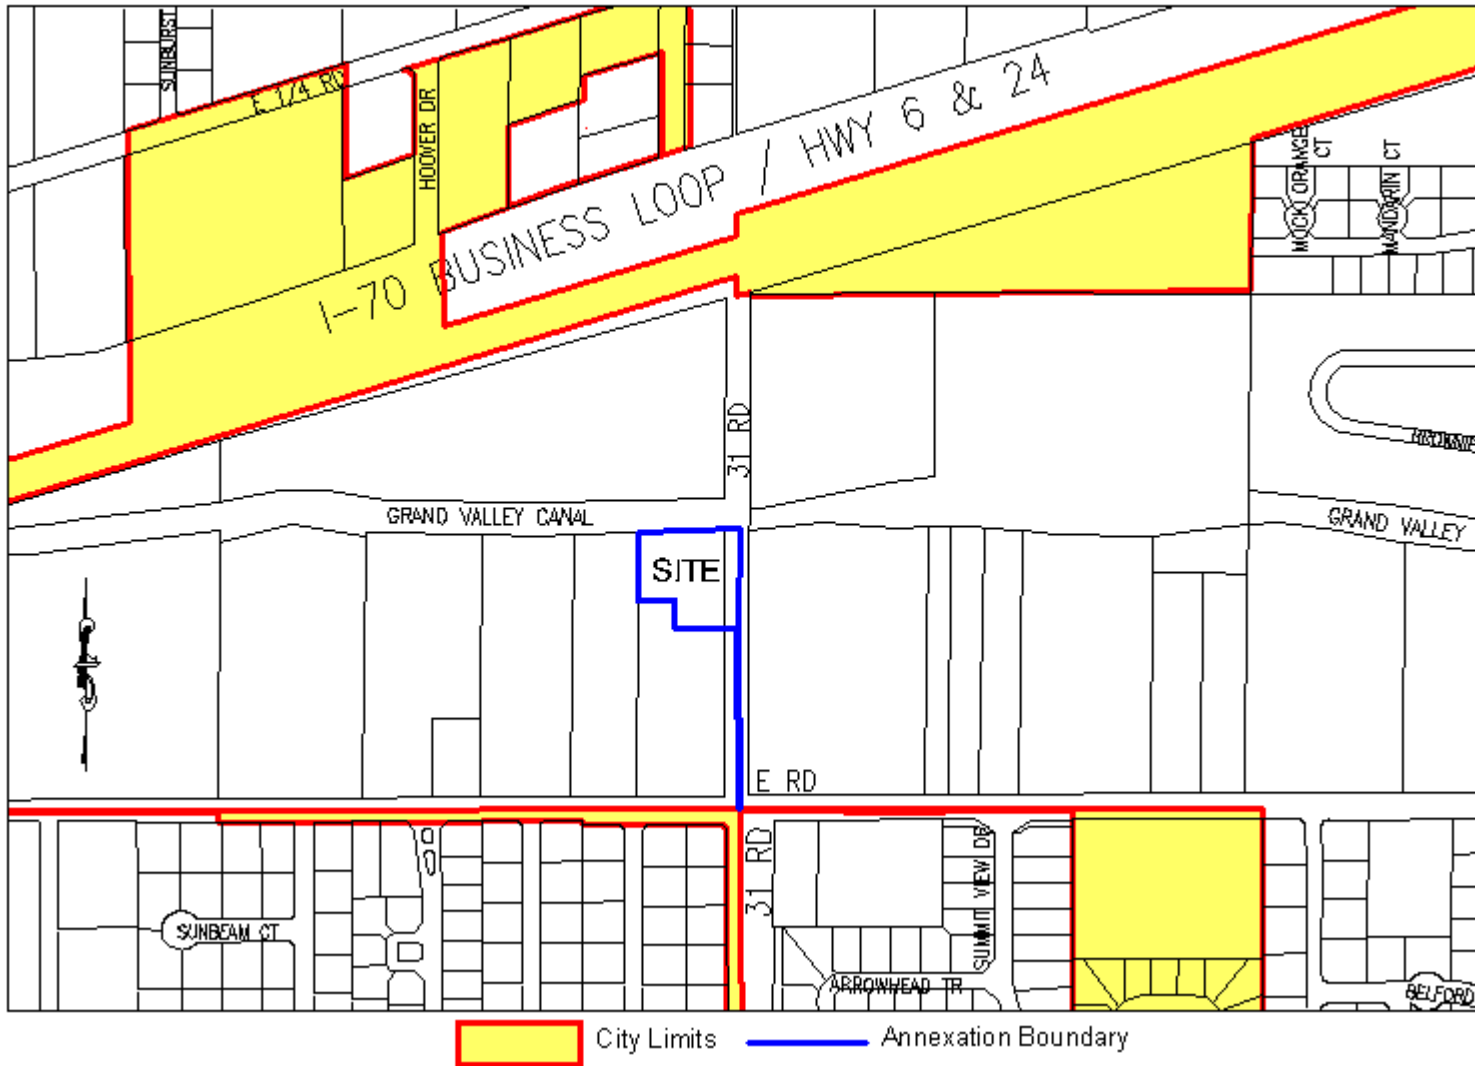 SUNBURST
E 1/4 RD
HOOVER DR
I-70 BUSINESS LOOP / HWY 6 & 24
MOCK ORANGE
CT
MANDARIN CT
31 RD
GRAND VALLEY CANAL
GRAND VALLEY
SITE
E RD
31 RD
SUMMIT VIEW DR
SUNBEAM CT
ARROWHEAD TR
BELFORD
City Limits
Annexation Boundary